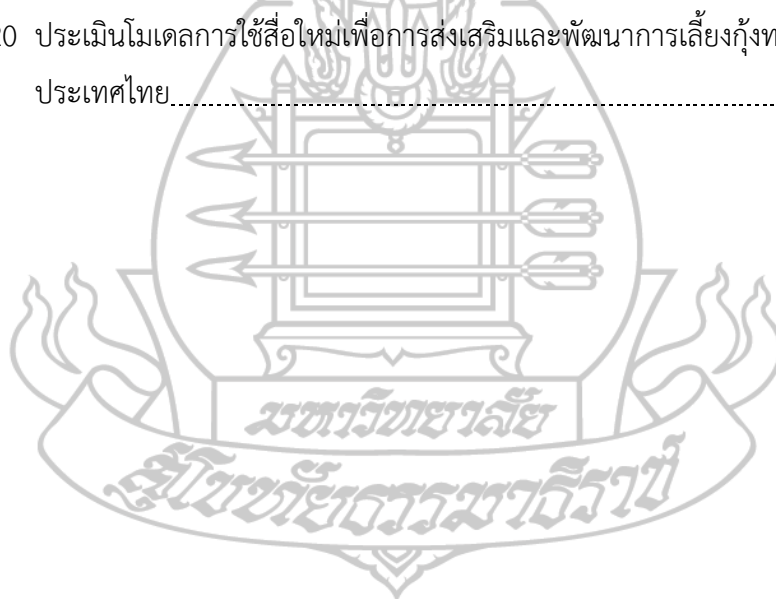 20 ประเมินโมเดลการใช้สื่อใหม่เพื่อการส่งเสริมและพัฒนาการเลี้ยงกุ้งท
ประเทศไทย
มหาวิทยาลัย
สุโขทัยธรรมาธิราช